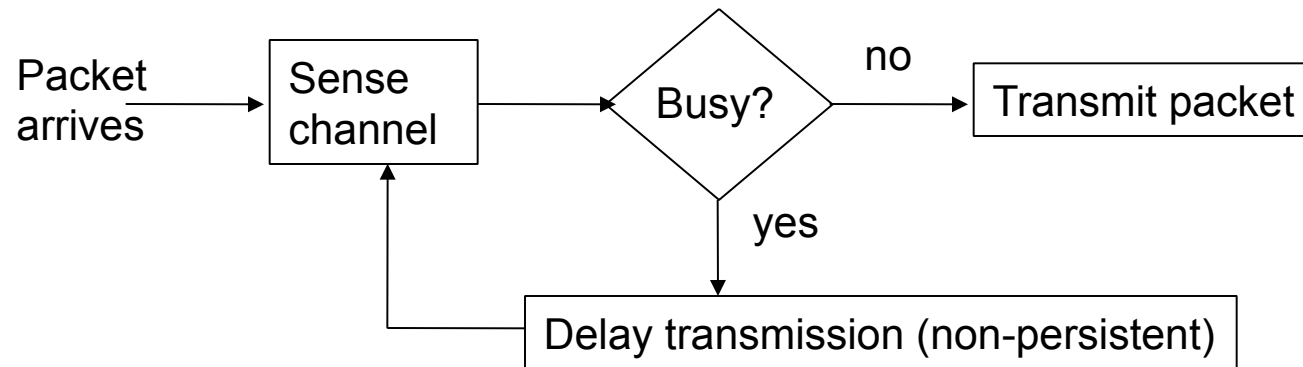 Packet
arrives
Sense
channel
Busy?
no
Transmit packet
yes
Delay transmission (non-persistent)